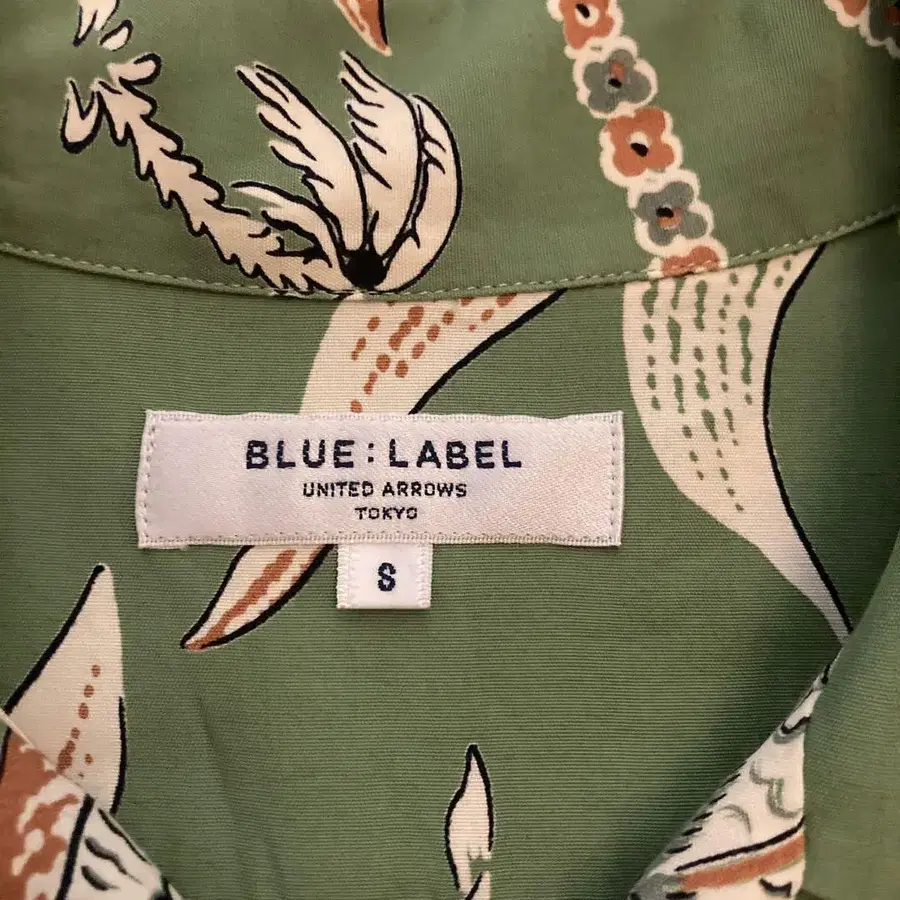 BLUE : LABEL
UNITED ARROWS
TOKYO
S